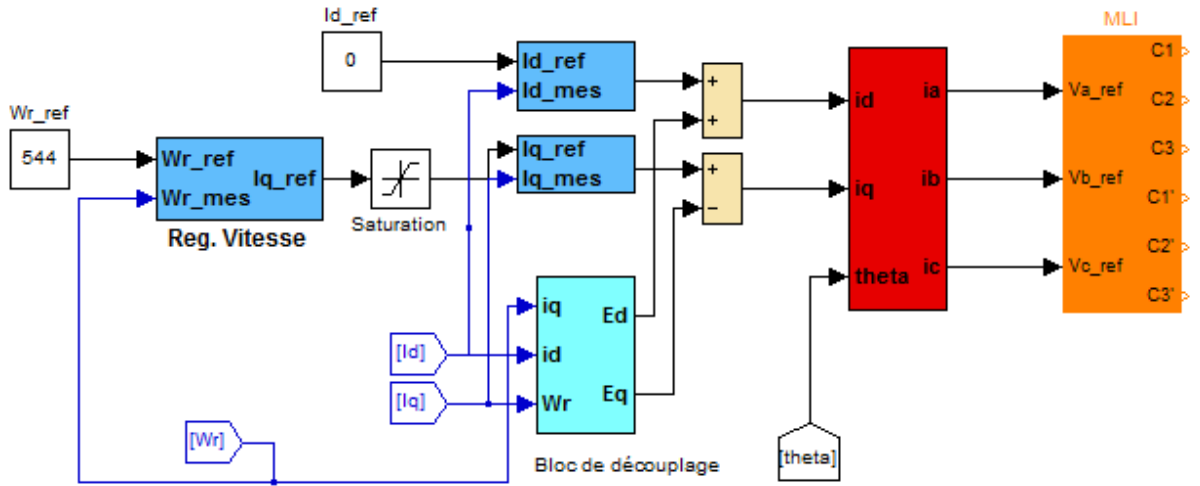 Id_ref
0
Wr_ref
544
Wr_ref
Wr_mes
Iq_ref
Reg. Vitesse
Saturation
Id_ref
Id_mes
Iq_ref
Iq_mes
+
+
+
−
iq
id
Wr
Ed
Eq
Bloc de découplage
[Id]
[Iq]
[Wr]
[theta]
id
iq
theta
ia
ib
ic
MLI
Va_ref
Vb_ref
Vc_ref
C1
C2
C3
C1'
C2'
C3'